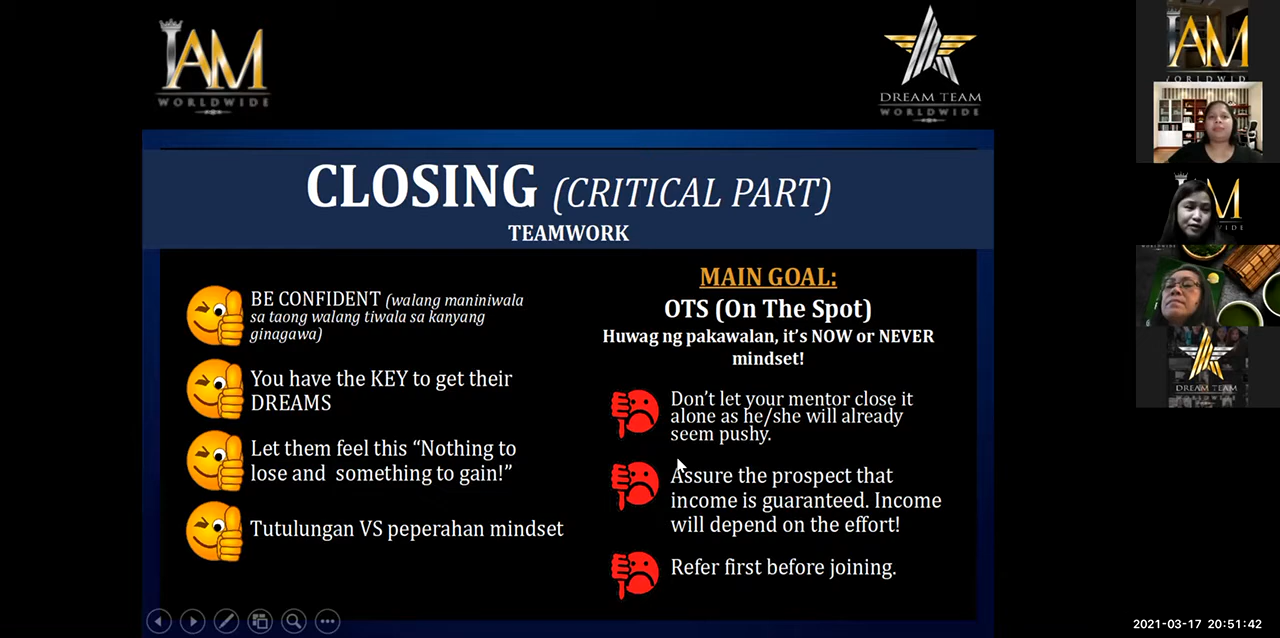 IAM
WORLDWIDE
DREAM TEAM
WORLDWIDE
CLOSING (CRITICAL PART)
TEAMWORK
BE CONFIDENT (walang maniniwala
sa taong walang tiwala sa kanyang
ginagawa)
You have the KEY to get their
DREAMS
Let them feel this “Nothing to
lose and something to gain!”
Tutulungan VS peperahan mindset
MAIN GOAL:
OTS (On The Spot)
Huwag ng pakawalan, it’s NOW or NEVER
mindset!
Don’t let your mentor close it
alone as he/she will already
seem pushy.
Assure the prospect that
income is guaranteed. Income
will depend on the effort!
Refer first before joining.
IAM
WORLDWID
DREAM TEAM
WORLDWIDE
2021-03-17 20:51:42